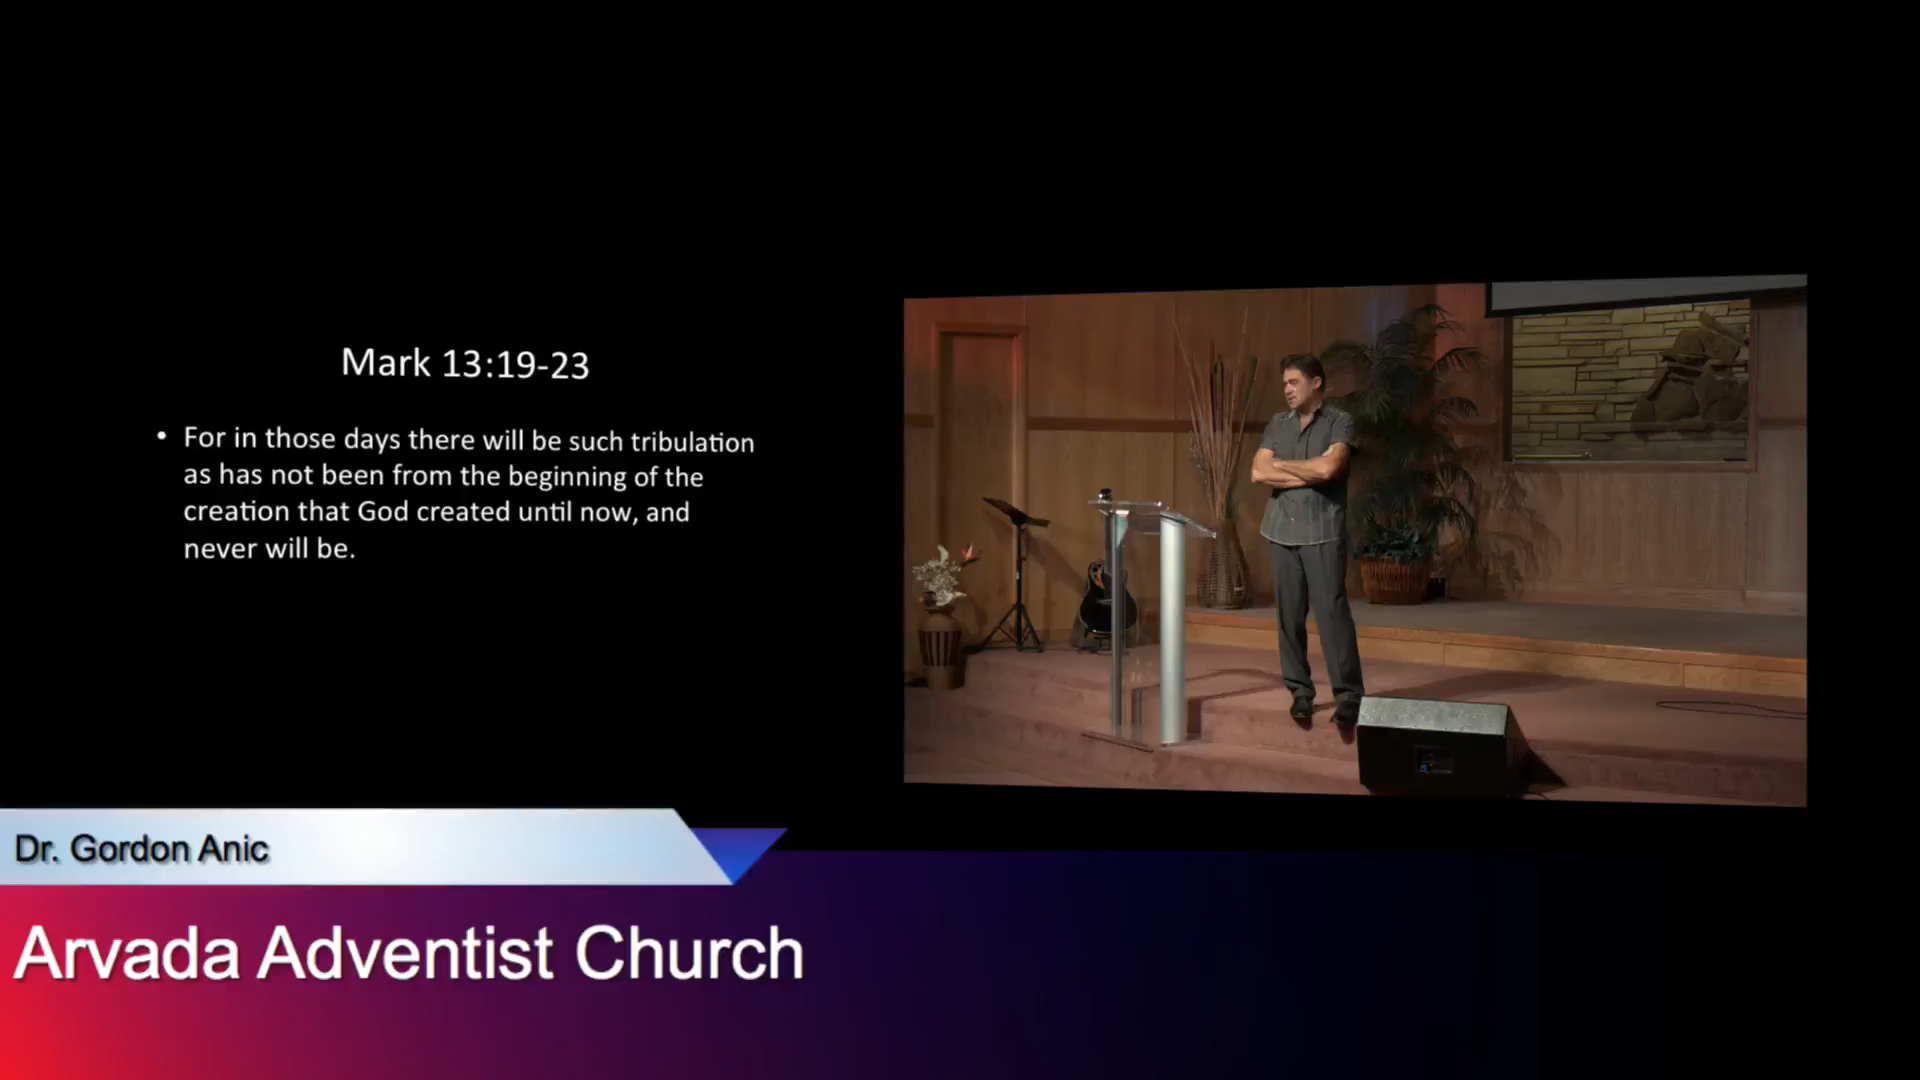 Mark 13:19-23
• For in those days there will be such tribulation
as has not been from the beginning of the
creation that God created until now, and
never will be.
Dr. Gordon Anic
Arvada Adventist Church